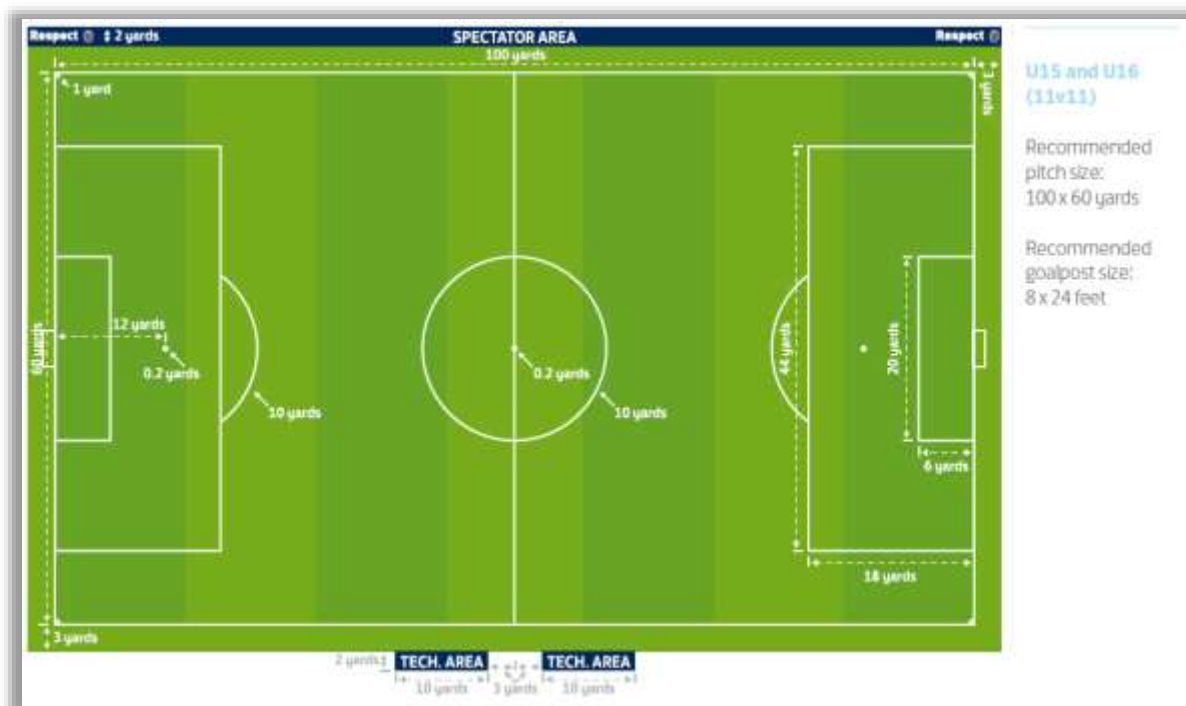 Respect 2 yards SPECTATOR AREA Respect
100 yards
1 yard
3 yards
60 yards
12 yards
0.2 yards
10 yards
0.2 yards
10 yards
44 yards
20 yards
6 yards
18 yards
3 yards
2 yards TECH. AREA TECH. AREA
10 yards 3 yards 10 yards
U15 and U16
(11v11)
Recommended
pitch size:
100 x 60 yards
Recommended
goalpost size:
8 x 24 feet